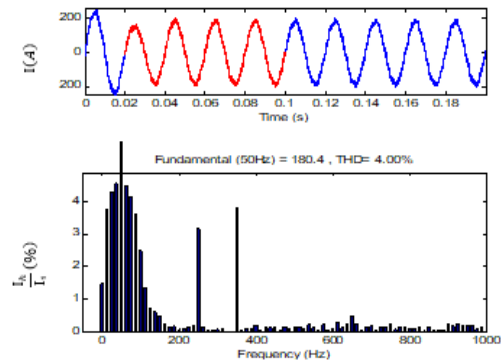 200
I(A)
0
200
0 0.02 0.04 0.06 0.08 0.1 0.12 0.14 0.16 0.18
Time (s)
Fundamental (50Hz) = 180.4 , THD= 4.00%
4
3
2
1
0
(%)
0 200 400 600 800 1000
Frequency (Hz)